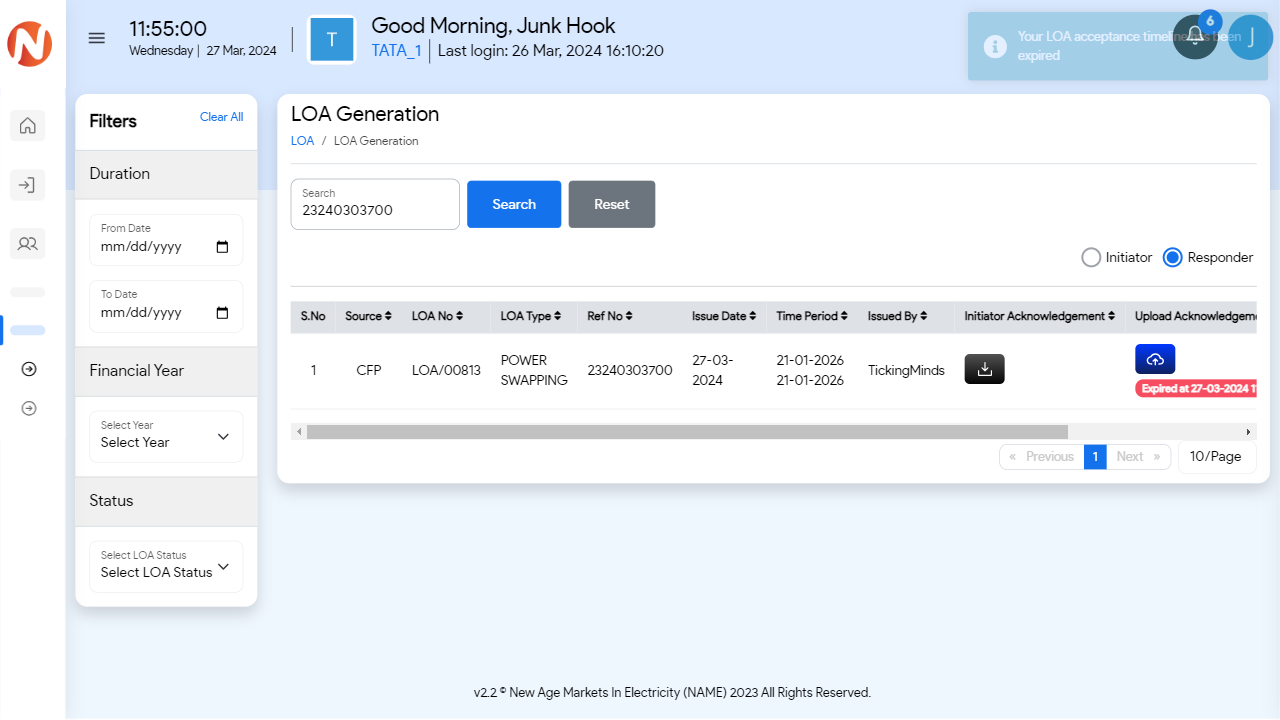 11:55:00
Wednesday | 27 Mar, 2024
T
Good Morning, Junk Hook
TATA_1 | Last login: 26 Mar, 2024 16:10:20
Your LOA acceptance timeline has been
expired
6
J
Filters
Clear All
Duration
From Date
mm/dd/yyyy
To Date
mm/dd/yyyy
Financial Year
Select Year
Select Year
Status
Select LOA Status
Select LOA Status
LOA Generation
LOA / LOA Generation
Search
23240303700
Search
Reset
Initiator
Responder
S.No Source LOA No LOA Type Ref No Issue Date Time Period Issued By Initiator Acknowledgement Upload Acknowledgeme
1 CFP LOA/00813 POWER SWAPPING 23240303700 27-03-2024 21-01-2026 21-01-2026 TickingMinds
Expired at 27-03-2024 1
« Previous 1 Next » 10/Page
v2.2 © New Age Markets In Electricity (NAME) 2023 All Rights Reserved.